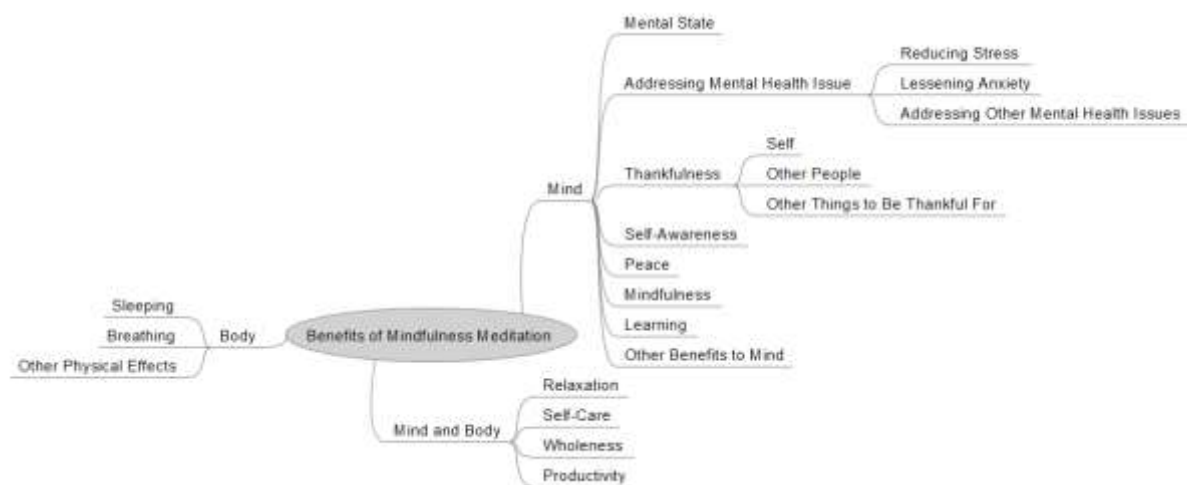 Mental State
Reducing Stress
Addressing Mental Health Issue
Lessening Anxiety
Addressing Other Mental Health Issues
Self
Thankfulness
Other People
Other Things to Be Thankful For
Mind
Self-Awareness
Peace
Mindfulness
Learning
Other Benefits to Mind
Sleeping
Breathing
Other Physical Effects
Body
Benefits of Mindfulness Meditation
Relaxation
Self-Care
Mind and Body
Wholeness
Productivity